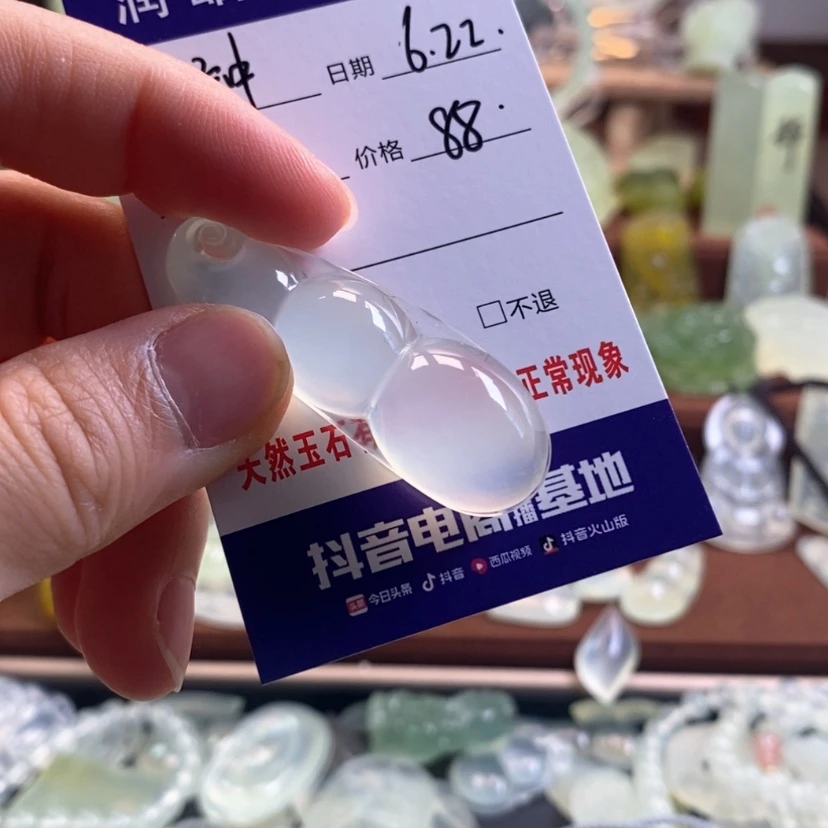 润
种 日期 6.22.
价格 88.
□不退
正常现象
天然玉石
抖音电商 播基地
今日头条 抖音 西瓜视频 抖音火山版